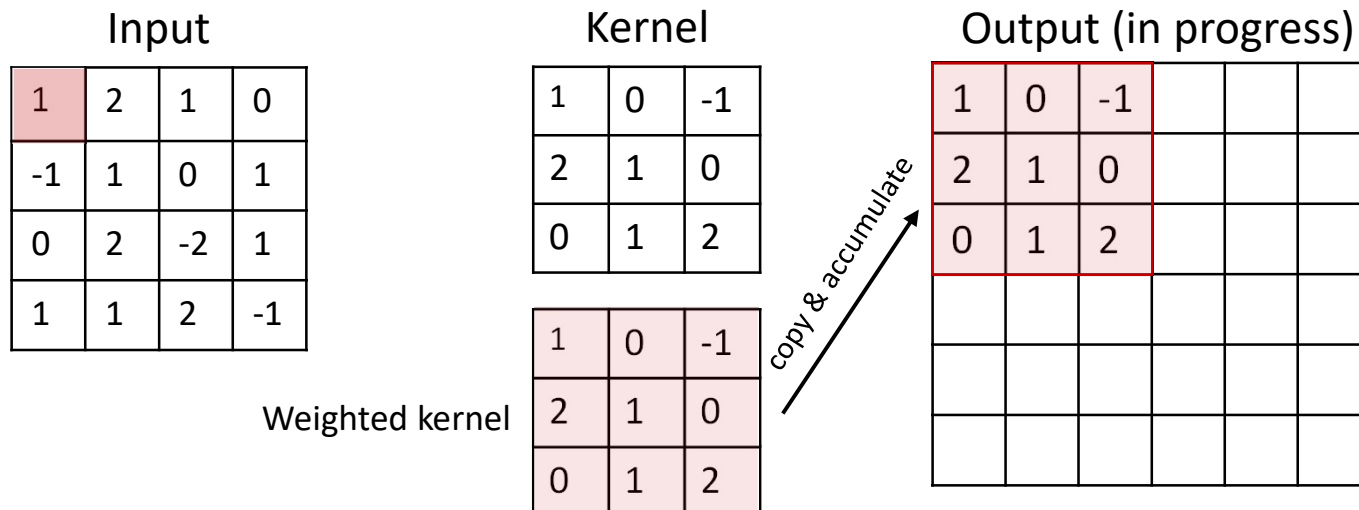 Input
1 2 1 0
-1 1 0 1
0 2 -2 1
1 1 2 -1
Kernel
1 0 -1
2 1 0
0 1 2
Weighted kernel
1 0 -1
2 1 0
0 1 2
copy & accumulate
Output (in progress)
1 0 -1
2 1 0
0 1 2